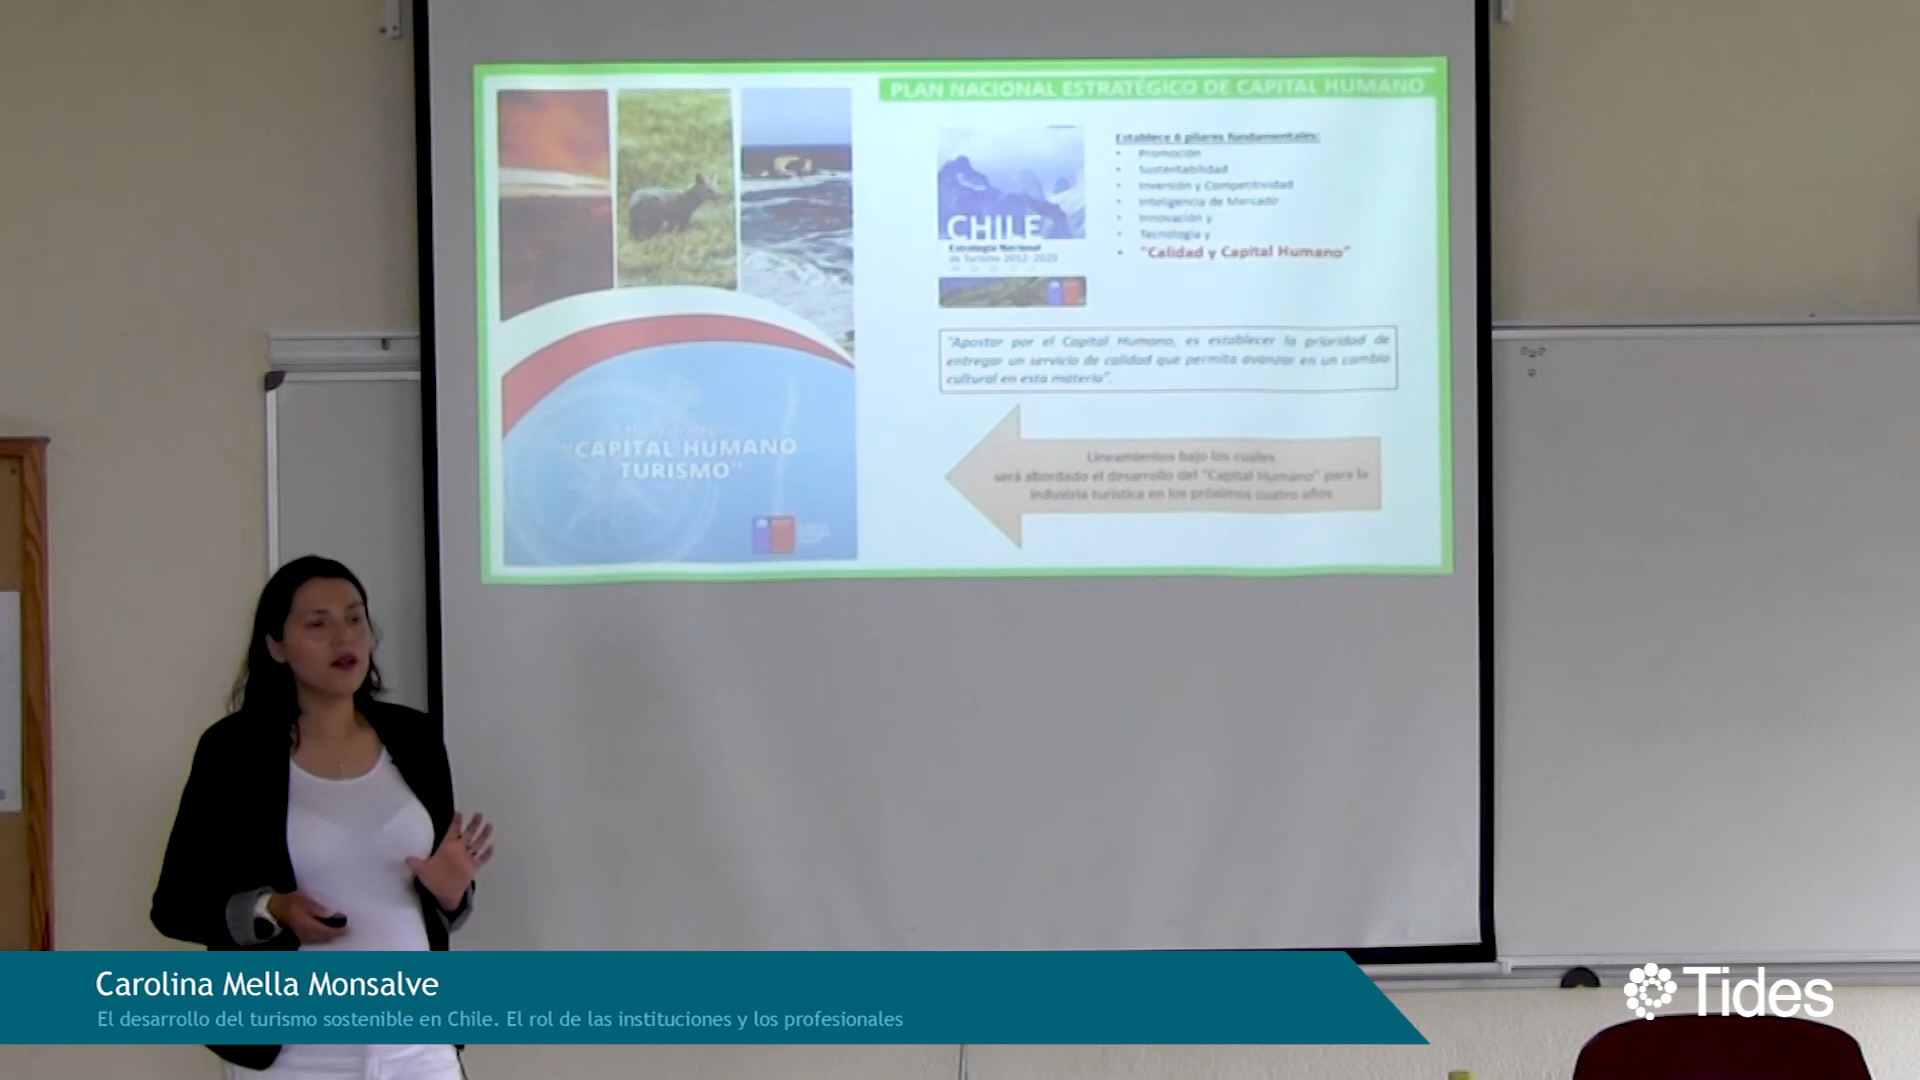 PLAN NACIONAL ESTRATÉGICO DE CAPITAL HUMANO
Establece 6 pilares fundamentales:
• Promoción
• Sustentabilidad
• Inversión y Competitividad
• Inteligencia de Mercado
• Innovación y
• Tecnología y
• "Calidad y Capital Humano"
CHILE
Estrategia Nacional
de Turismo 2012-2020
"Apostar por el Capital Humano, es establecer la prioridad de
entregar un servicio de calidad que permita avanzar en un cambio
cultural en esta materia".
Lineamientos bajo los cuales
será abordado el desarrollo del "Capital Humano" para la
industria turística en los próximos cuatro años
"CAPITAL HUMANO
TURISMO"
Carolina Mella Monsalve
El desarrollo del turismo sostenible en Chile. El rol de las instituciones y los profesionales
Tides